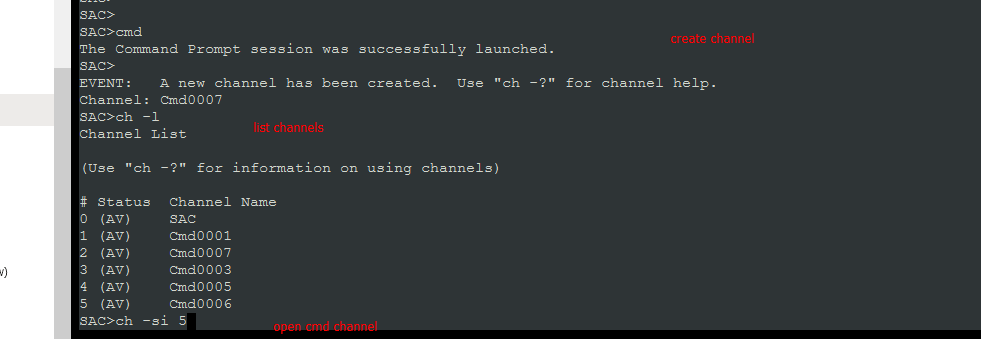 SAC>
SAC>cmd
create channel
The Command Prompt session was successfully launched.
SAC>
EVENT:   A new channel has been created.  Use "ch -?" for channel help.
Channel: Cmd0007
SAC>ch -l
list channels
Channel List
(Use "ch -?" for information on using channels)
# Status  Channel Name
0 (AV)    SAC
1 (AV)    Cmd0001
2 (AV)    Cmd0007
3 (AV)    Cmd0003
4 (AV)    Cmd0005
5 (AV)    Cmd0006
SAC>ch -si 5
open cmd channel